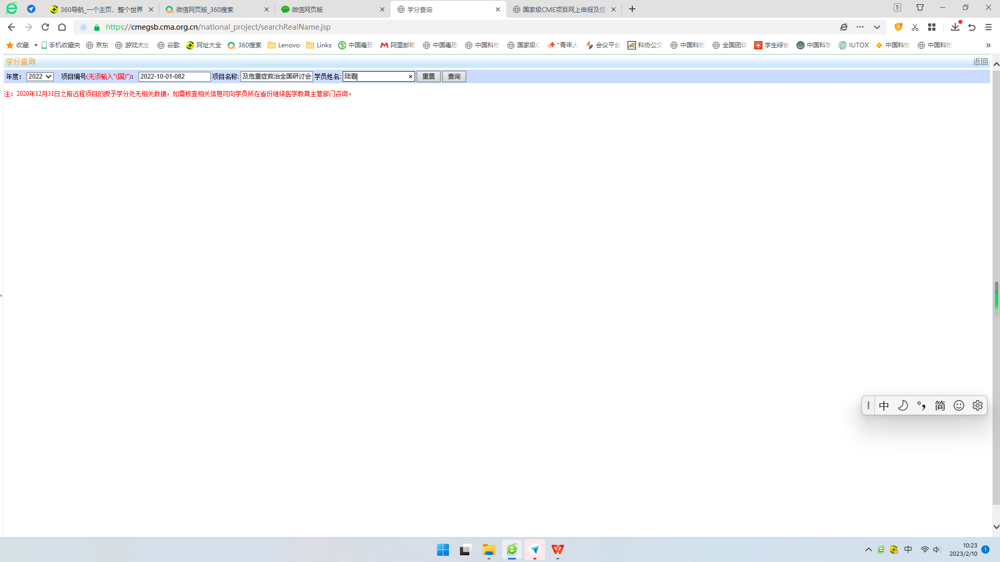 360导航_一个主页，整个世界
微信网页版_360搜索
微信网页版
学分查询
国家级CME项目网上申报及信
5
https://cmegsb.cma.org.cn/national_project/searchRealName.jsp
收藏 手机收藏夹 京东 游戏大全 谷歌 网址大全 360搜索 Lenovo Links 中国毒理 阿里邮箱 中国毒理 中国科协 国家级C "青年人 会议平台 科协公文 中国科协 全国团体 学生综合 中国科学 IUTOX 中国科协 中国科协 »
学分查询 返回
年度： 2022 项目编号(无须输入"(国)")： 2022-10-01-082 项目名称: 及危重症救治全国研讨会 学员姓名: 陆看 重置 查询
注：2020年12月31日之前远程项目的授予学分处无相关数据，如需核查相关信息可向学员所在省份继续医学教育主管部门咨询。
中 简
中
10:23
2023/2/10
1